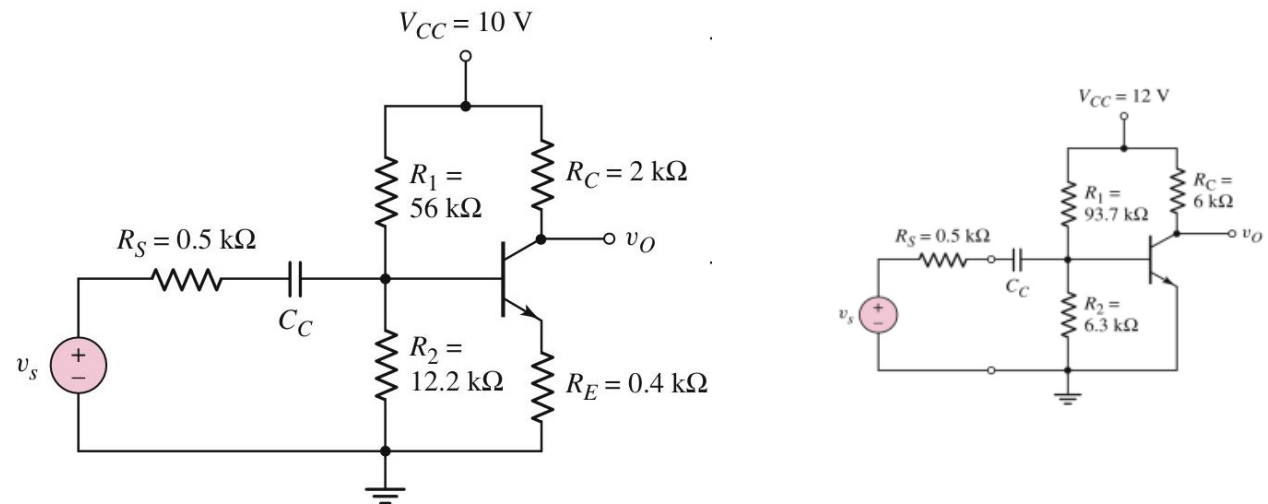 V_CC = 10 V
R_1 =
56 kΩ
R_C = 2 kΩ
R_S = 0.5 kΩ
v_O
C_C
R_2 =
12.2 kΩ
R_E = 0.4 kΩ
v_s
+
−
V_CC = 12 V
R_1 =
93.7 kΩ
R_C =
6 kΩ
R_S = 0.5 kΩ
v_O
C_C
R_2 =
6.3 kΩ
v_s
+
−